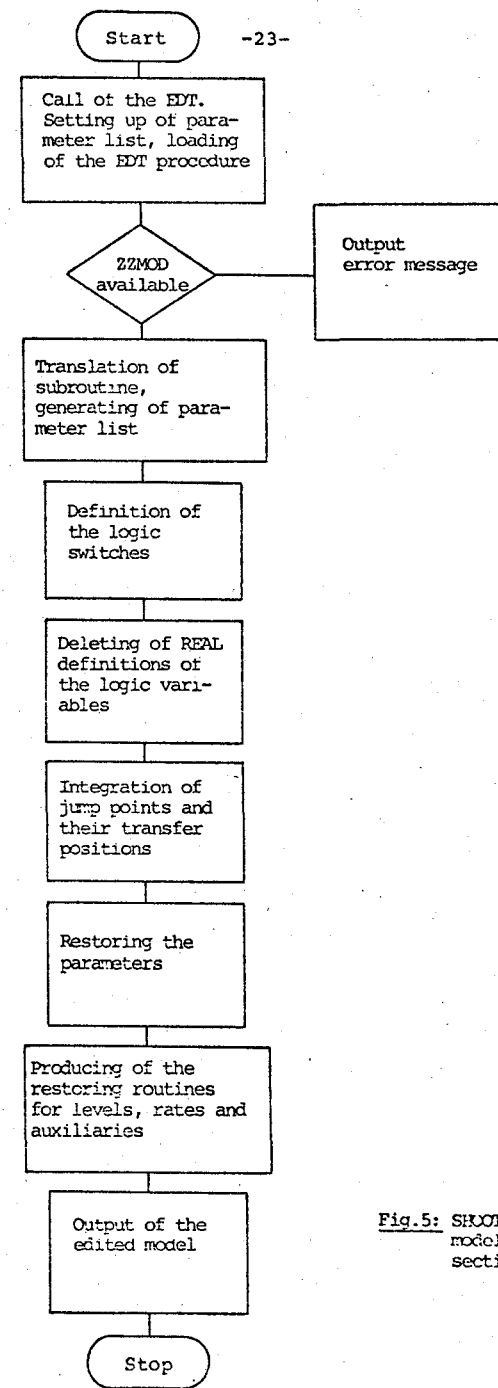 Start
-23-
Call of the EDT.
Setting up of para-
meter list, loading
of the EDT procedure
ZZMOD
available
Output
error message
Translation of
subroutine,
generating of para-
meter list
Definition of
the logic
switches
Deleting of REAL
definitions of
the logic vari-
ables
Integration of
jump points and
their transfer
positions
Restoring the
parameters
Producing of the
restoring routines
for levels, rates and
auxiliaries
Output of the
edited model
Fig.5: SHOOT
model
secti
Stop